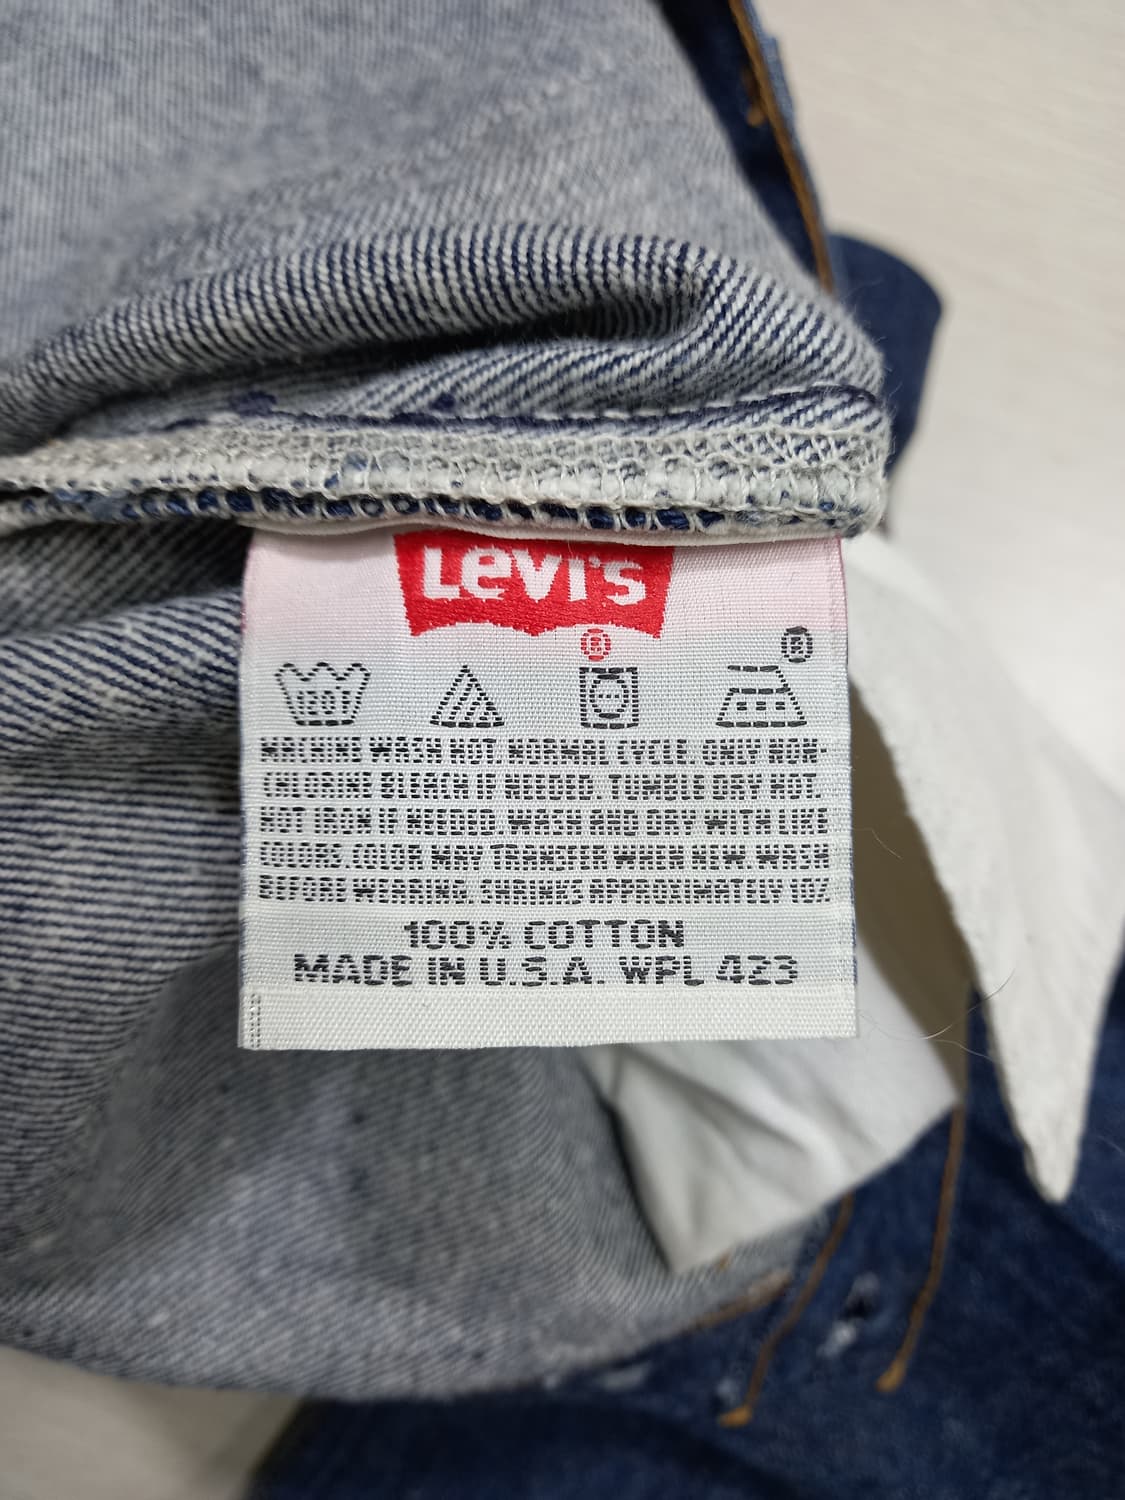 Levi's
®
®
120F
MACHINE WASH HOT. NORMAL CYCLE. ONLY NON-
CHLORINE BLEACH IF NEEDED. TUMBLE DRY HOT.
HOT IRON IF NEEDED. WASH AND DRY WITH LIKE
COLORS. COLOR MAY TRANSFER WHEN NEW. WASH
BEFORE WEARING. SHRINKS APPROXIMATELY 10%
100% COTTON
MADE IN U.S.A. WPL 423